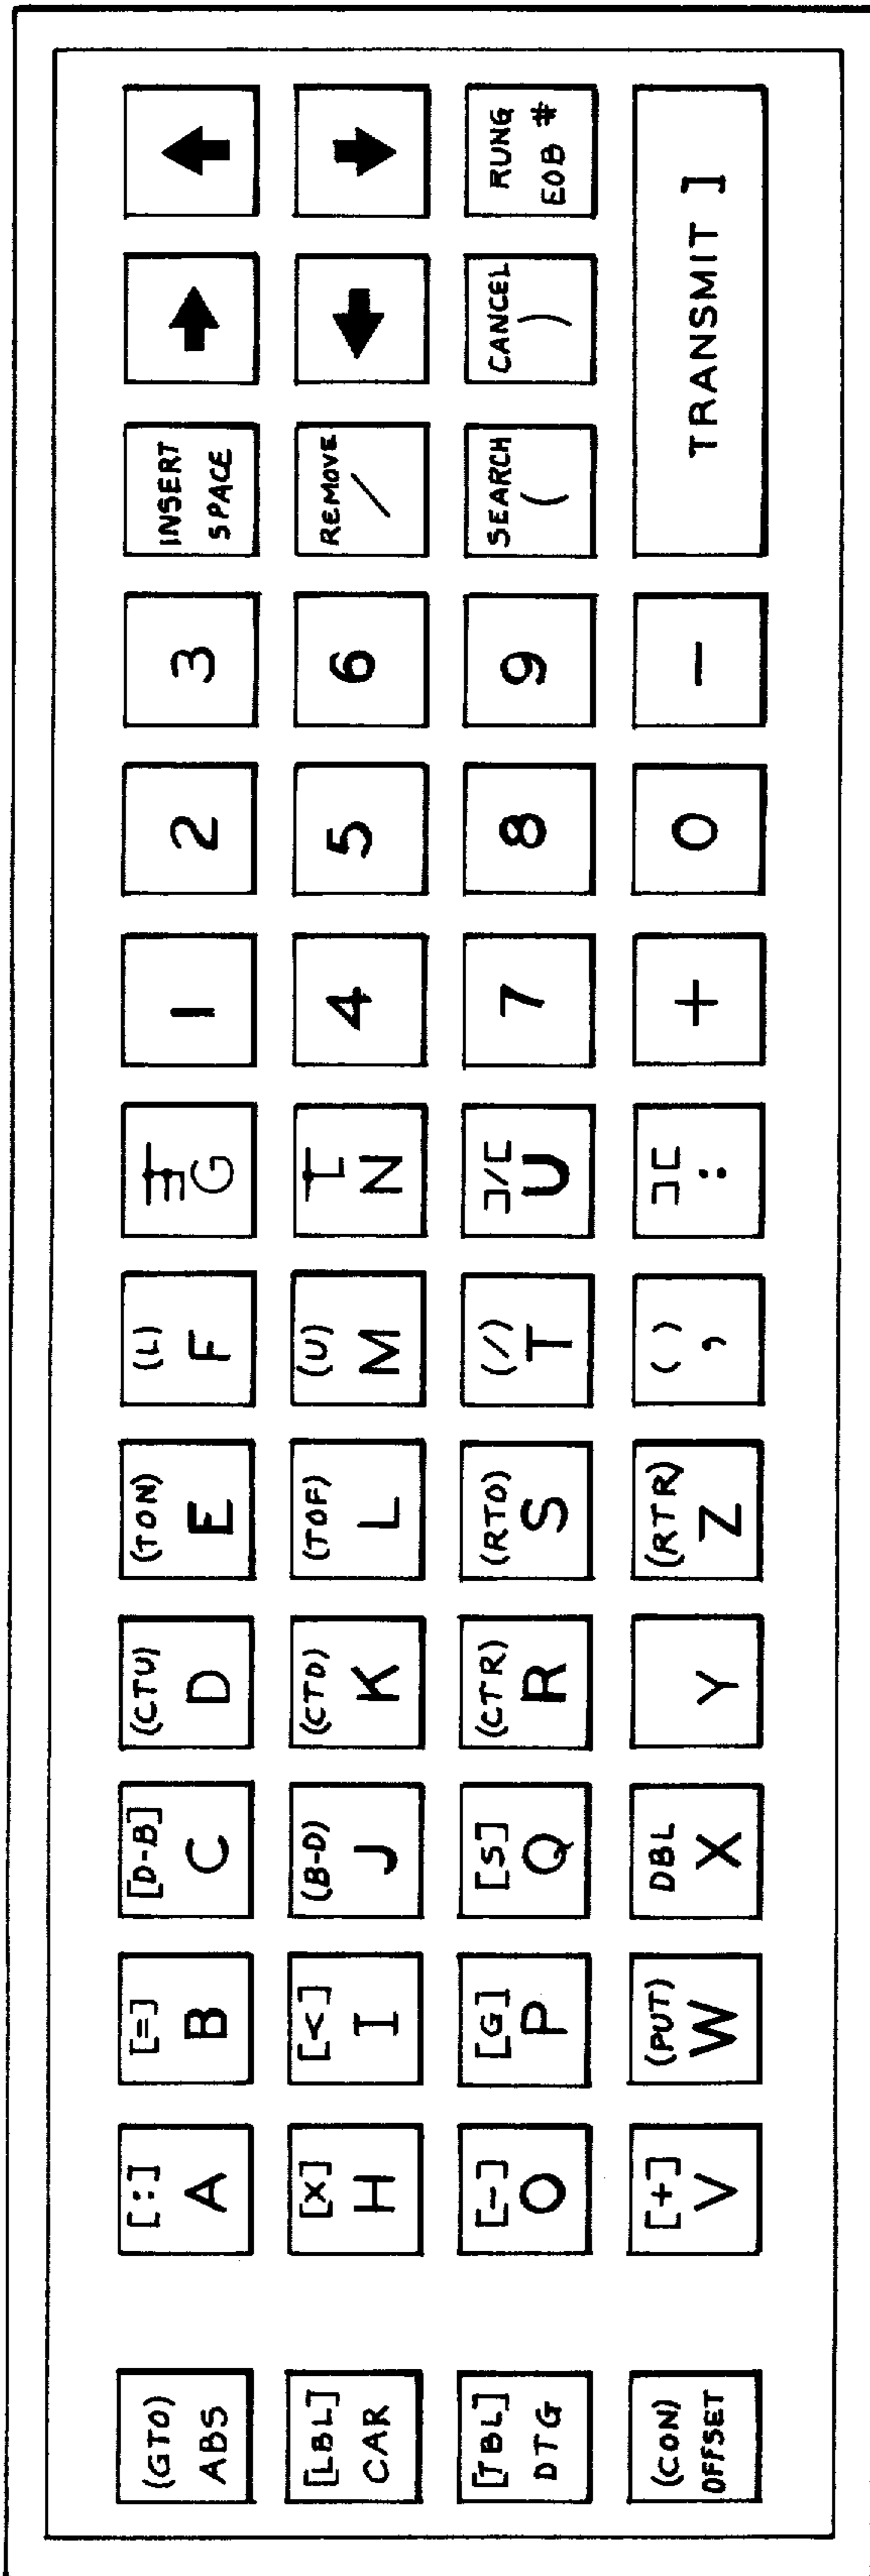 (GTO)
ABS
[:]
A
[=]
B
[D-B]
C
(CTU)
D
(TON)
E
(L)
F
G
1
2
3
INSERT
SPACE
[LBL]
CAR
[X]
H
[<]
I
(B-D)
J
(CTD)
K
(TOF)
L
(U)
M
N
4
5
6
REMOVE
/
[TBL]
DTG
[-]
O
[G]
P
[S]
Q
(CTR)
R
(RTO)
S
(/)
T
]/[
U
7
8
9
SEARCH
(
CANCEL
)
RUNG
EOB #
(CON)
OFFSET
[+]
V
(PUT)
W
DBL
X
Y
(RTR)
Z
( )
,
][
:
+
0
-
TRANSMIT ]